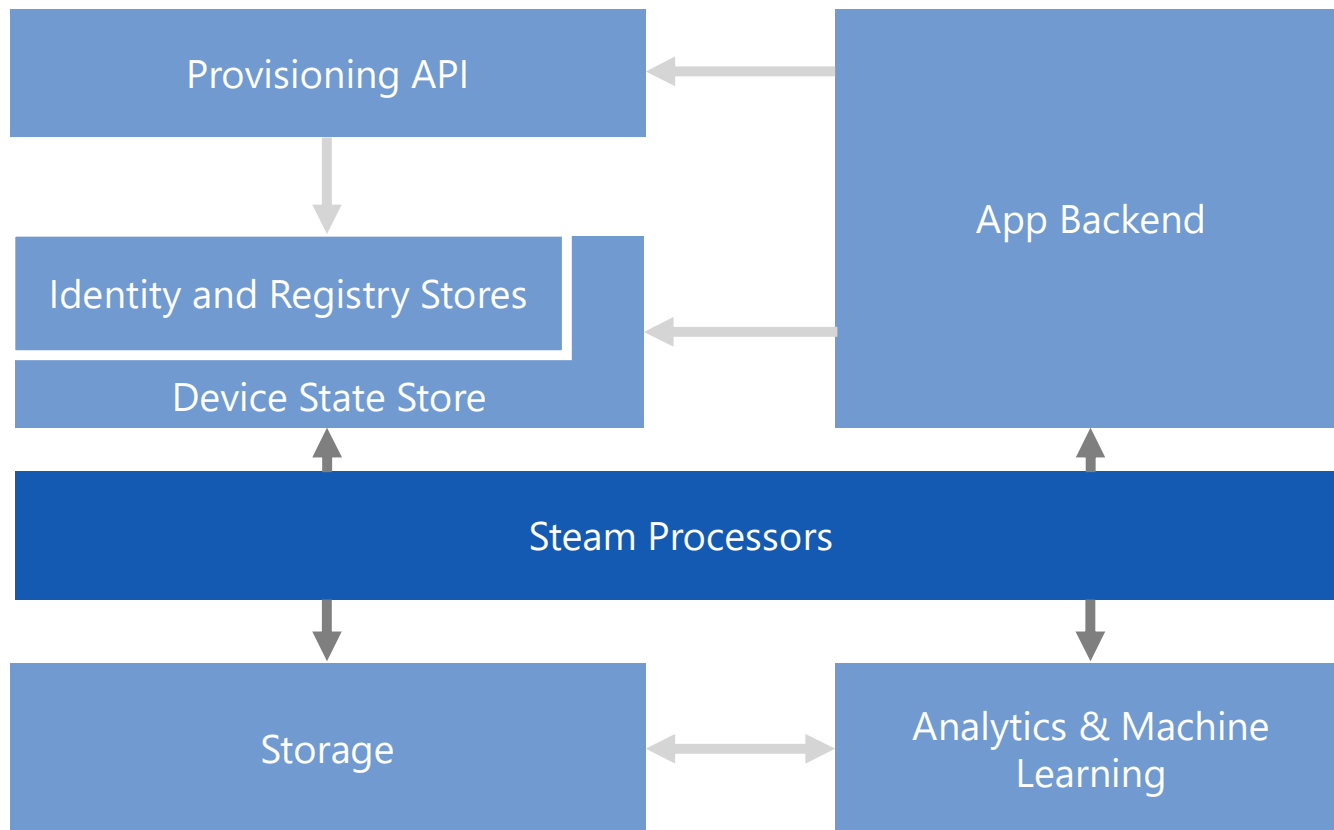 Provisioning API
App Backend
Identity and Registry Stores
Device State Store
Steam Processors
Storage
Analytics & Machine
Learning